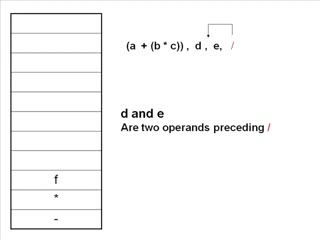 (a + (b * c)) , d , e, /
d and e
Are two operands preceding /
f
*
-